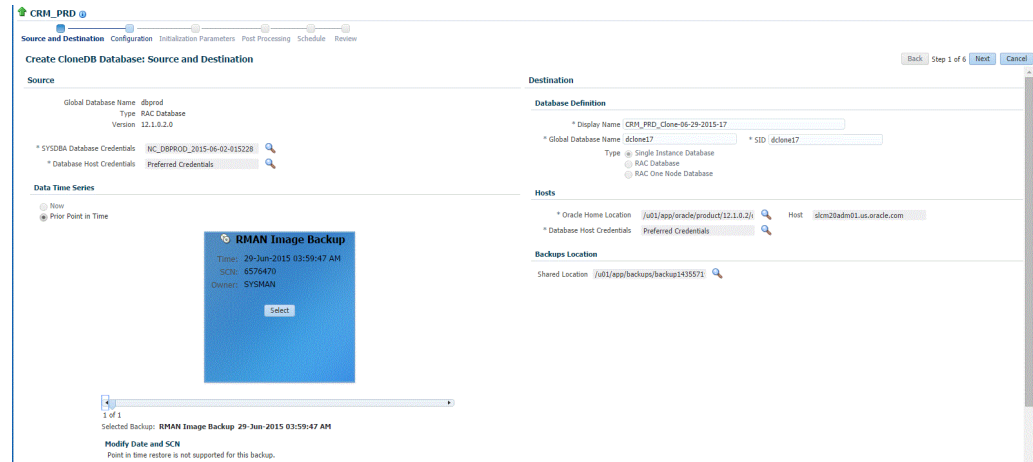 CRM_PRD
Source and Destination Configuration Initialization Parameters Post Processing Schedule Review
Create CloneDB Database: Source and Destination
Back Step 1 of 6 Next Cancel
Source
Global Database Name dbprod
Type RAC Database
Version 12.1.0.2.0
* SYSDBA Database Credentials NC_DBPROD_2015-06-02-015228
* Database Host Credentials Preferred Credentials
Data Time Series
Now
Prior Point in Time
RMAN Image Backup
Time: 29-Jun-2015 03:59:47 AM
SCN: 6576470
Owner: SYSMAN
Select
1 of 1
Selected Backup: RMAN Image Backup 29-Jun-2015 03:59:47 AM
Modify Date and SCN
Point in time restore is not supported for this backup.
Destination
Database Definition
* Display Name CRM_PRD_Clone-06-29-2015-17
* Global Database Name dclone17 * SID dclone17
Type Single Instance Database
RAC Database
RAC One Node Database
Hosts
* Oracle Home Location /u01/app/oracle/product/12.1.0.2/ Host slcm20adm01.us.oracle.com
* Database Host Credentials Preferred Credentials
Backups Location
Shared Location /u01/app/backups/backup1435571